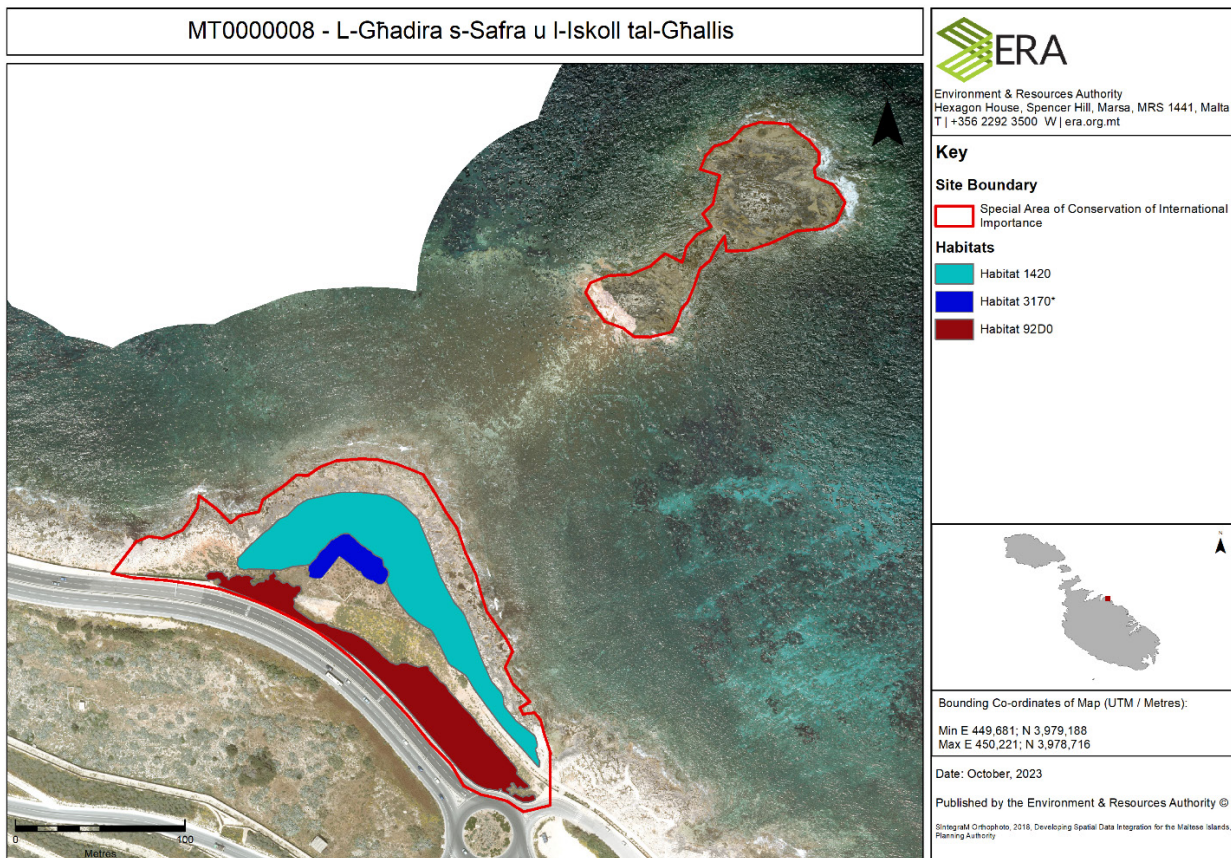 MT0000008 - L-Għadira s-Safra u l-Iskoll tal-Għallis
ERA
Environment & Resources Authority
Hexagon House, Spencer Hill, Marsa, MRS 1441, Malta
T | +356 2292 3500 W | era.org.mt
Key
Site Boundary
Special Area of Conservation of International
Importance
Habitats
Habitat 1420
Habitat 3170*
Habitat 92D0
N
Bounding Co-ordinates of Map (UTM / Metres):
Min E 449,681; N 3,979,188
Max E 450,221; N 3,978,716
Date: October, 2023
Published by the Environment & Resources Authority ©
SIntegraM Orthophoto, 2018, Developing Spatial Data Integration for the Maltese Islands,
Planning Authority
0 100
Metres